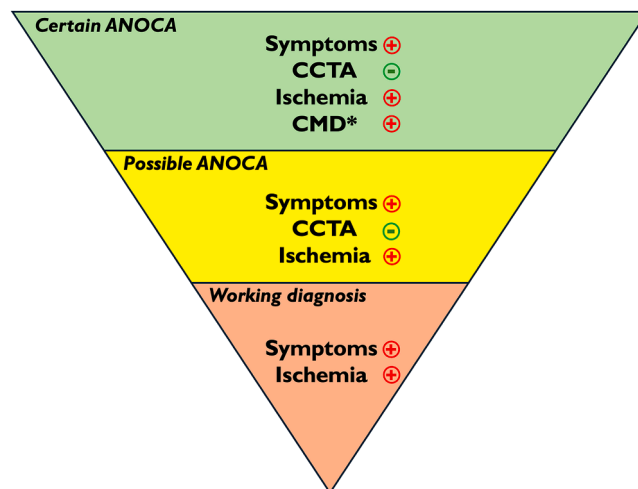 Certain ANOCA
Symptoms ⊕
CCTA ⊖
Ischemia ⊕
CMD* ⊕
Possible ANOCA
Symptoms ⊕
CCTA ⊖
Ischemia ⊕
Working diagnosis
Symptoms ⊕
Ischemia ⊕